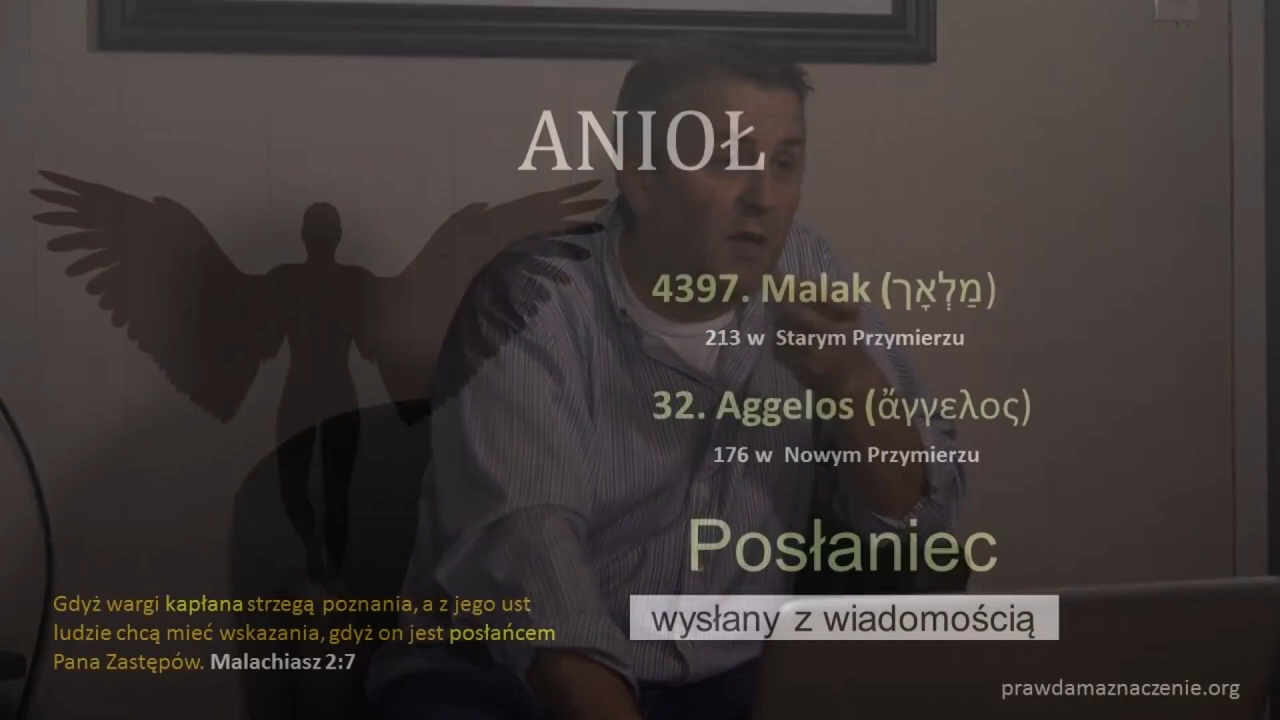 ANIOŁ
4397. Malak (מַלְאָך)
213 w Starym Przymierzu
32. Aggelos (ἄγγελος)
176 w Nowym Przymierzu
Posłaniec
wysłany z wiadomością
Gdyż wargi kapłana strzegą poznania, a z jego ust
ludzie chcą mieć wskazania, gdyż on jest posłańcem
Pana Zastępów. Malachiasz 2:7
prawdamaznaczenie.org